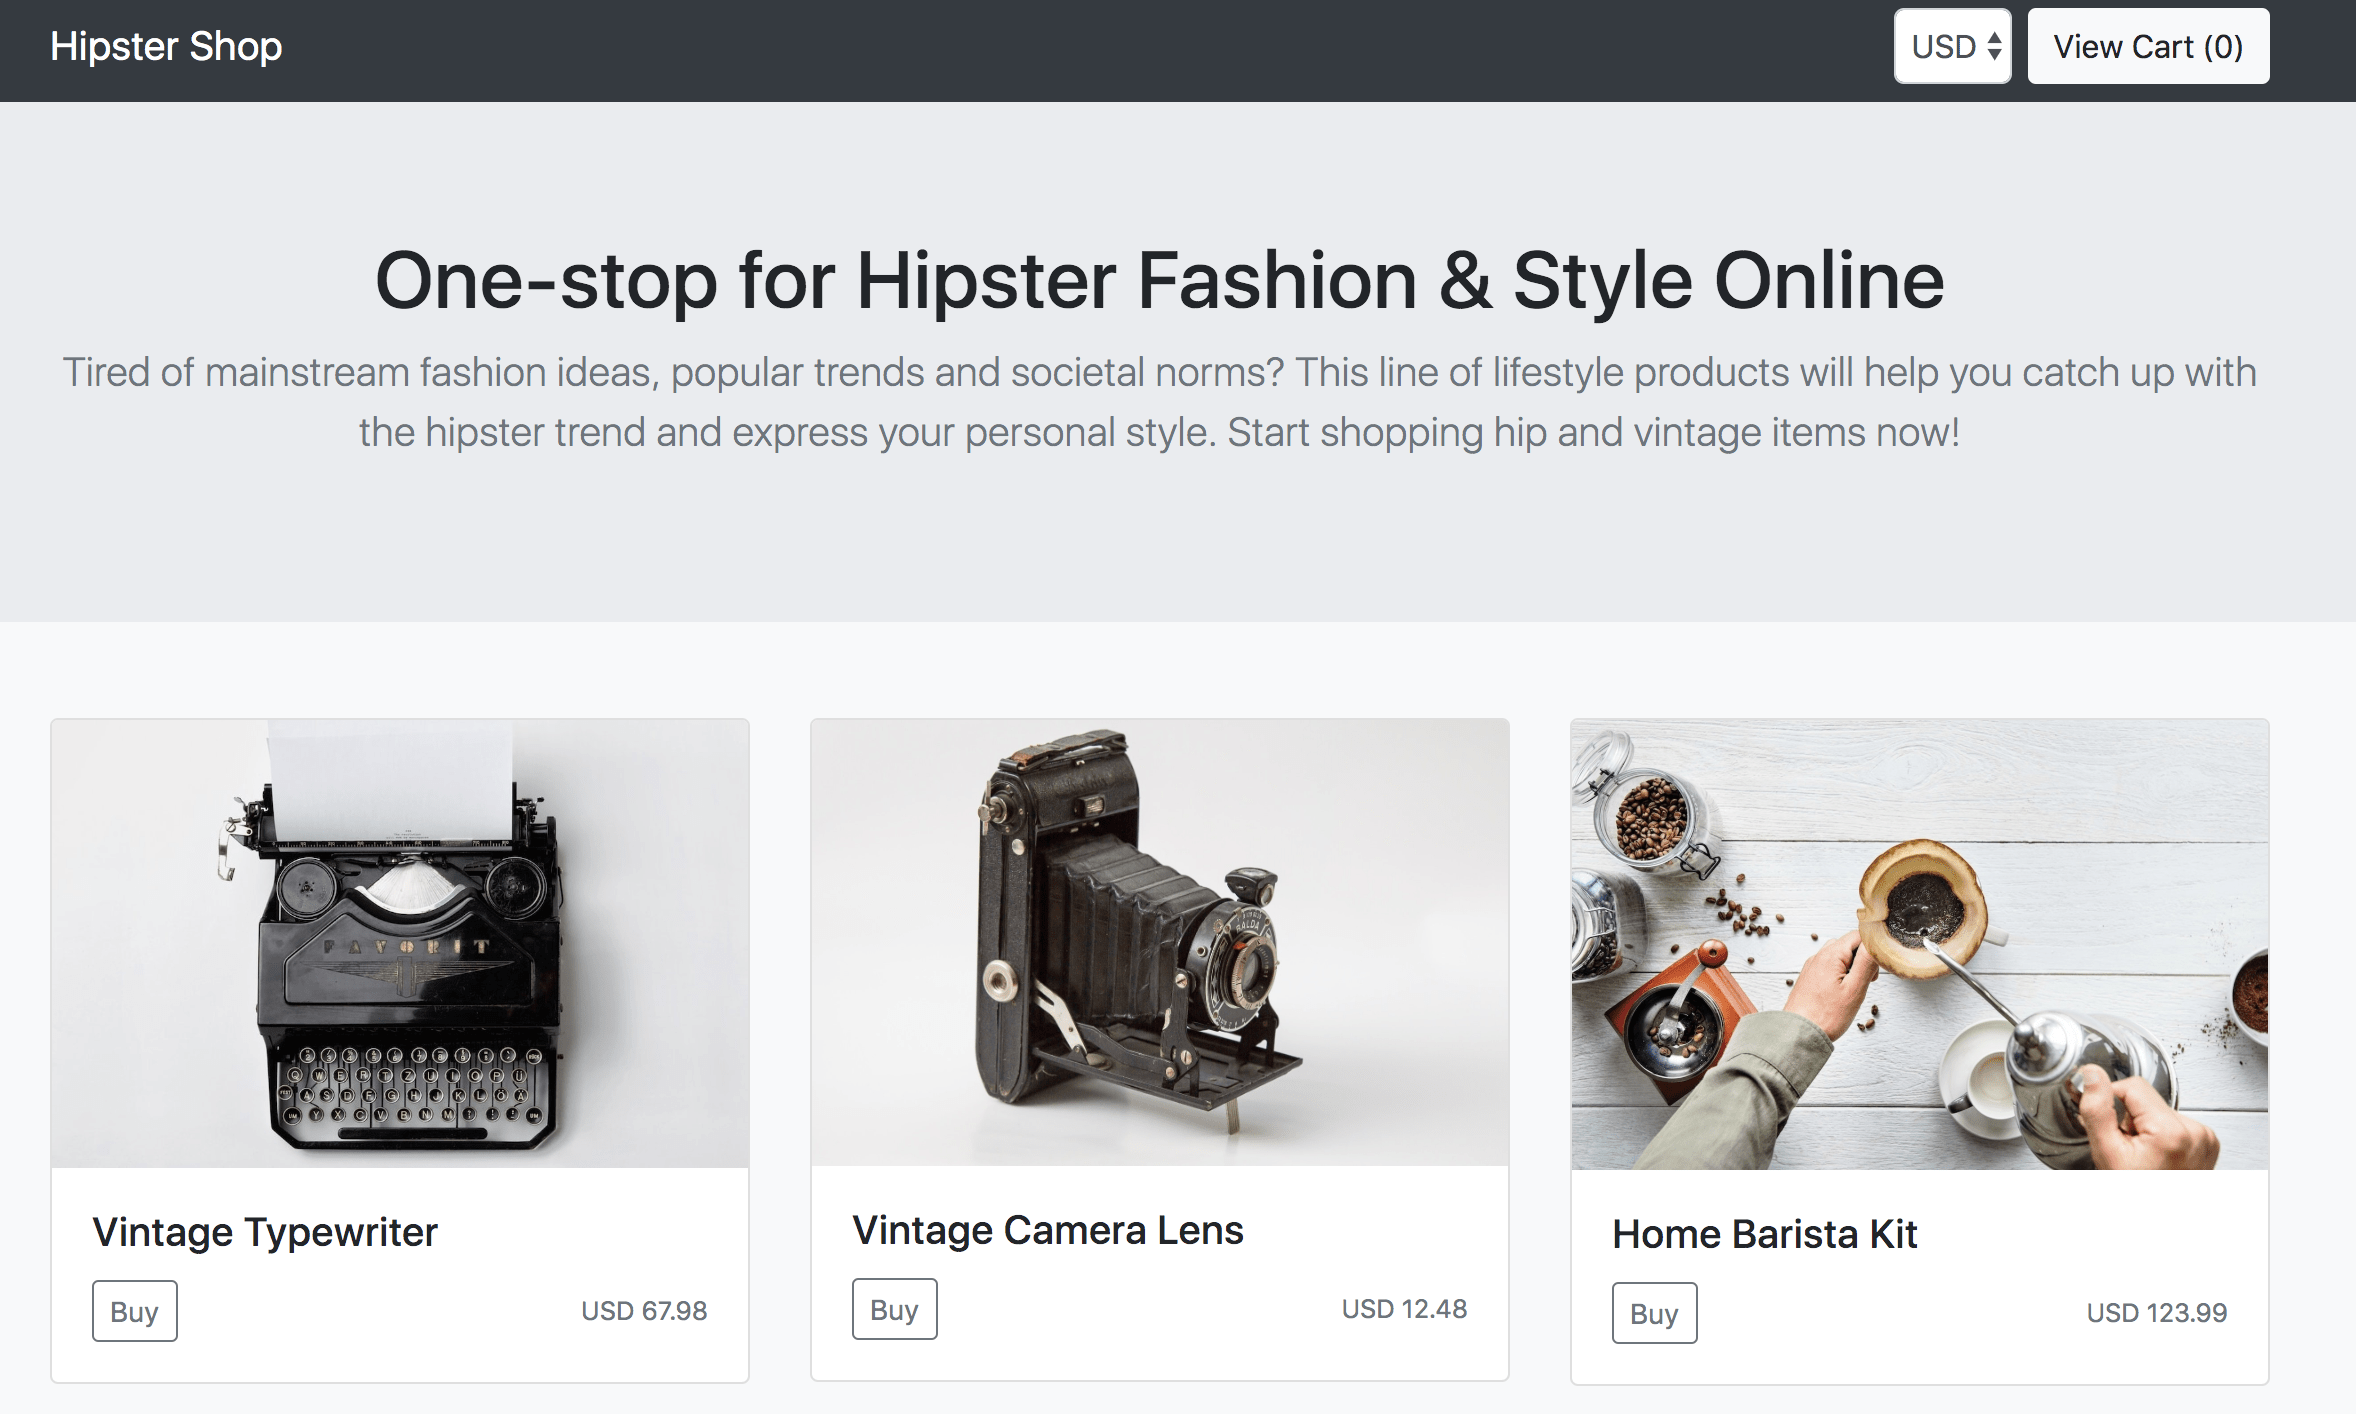 Hipster Shop
USD
View Cart (0)
One-stop for Hipster Fashion & Style Online
Tired of mainstream fashion ideas, popular trends and societal norms? This line of lifestyle products will help you catch up with
the hipster trend and express your personal style. Start shopping hip and vintage items now!
FAVORIT
Q W E R T Z U I O P Ü
A S D F G H J K L Ö Ä
Y X C V B N M
Vintage Typewriter
Buy
USD 67.98
Vintage Camera Lens
Buy
USD 12.48
Home Barista Kit
Buy
USD 123.99